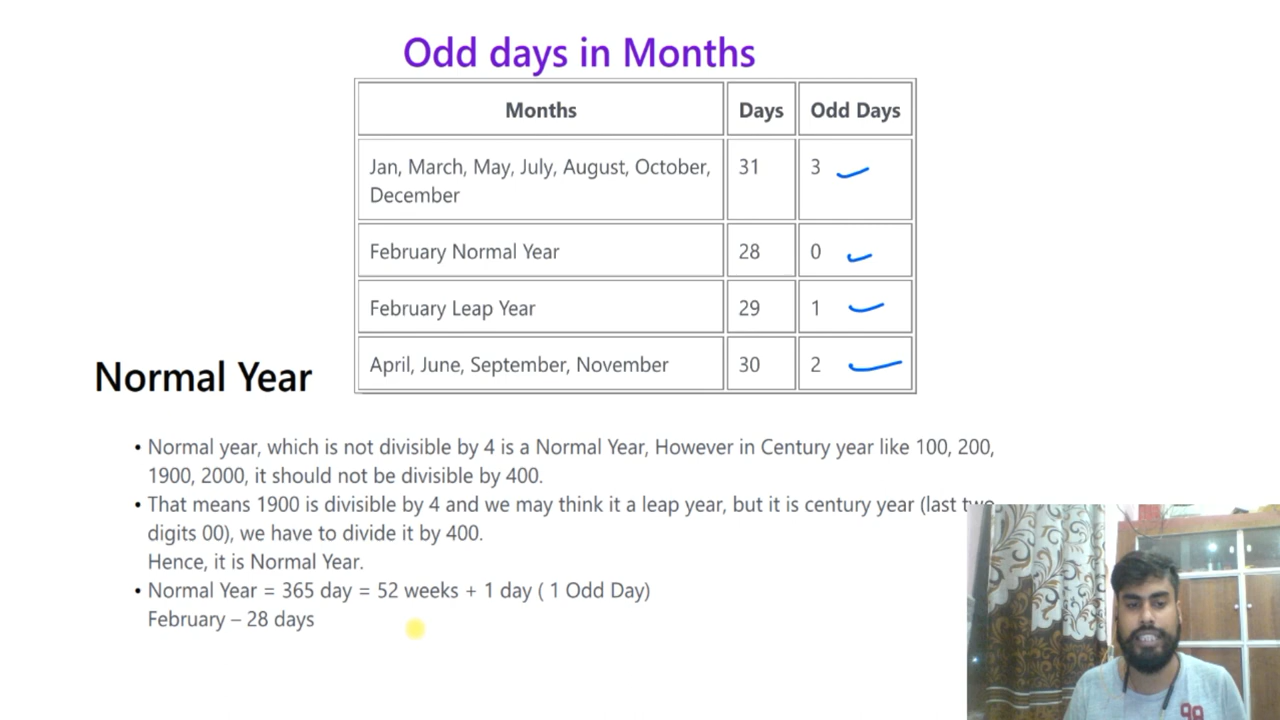 Odd days in Months
Months Days Odd Days
Jan, March, May, July, August, October, 31 3
December
February Normal Year 28 0
February Leap Year 29 1
April, June, September, November 30 2
Normal Year
• Normal year, which is not divisible by 4 is a Normal Year, However in Century year like 100, 200,
1900, 2000, it should not be divisible by 400.
• That means 1900 is divisible by 4 and we may think it a leap year, but it is century year (last two
digits 00), we have to divide it by 400.
Hence, it is Normal Year.
• Normal Year = 365 day = 52 weeks + 1 day ( 1 Odd Day)
February – 28 days
99